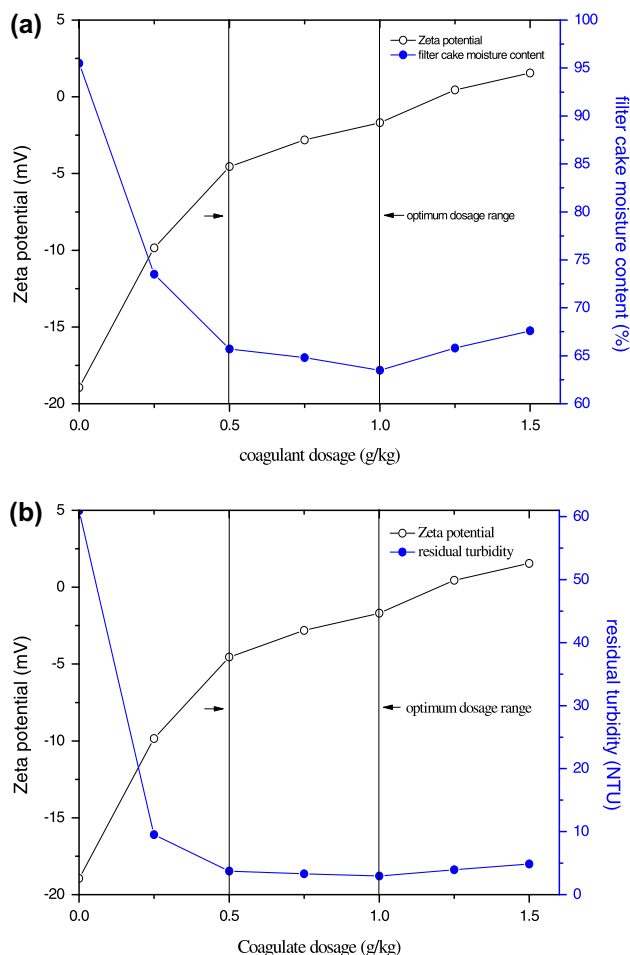 (a)
5
0
-5
-10
-15
-20
Zeta potential (mV)
Zeta potential
filter cake moisture content
optimum dosage range
100
95
90
85
80
75
70
65
60
filter cake moisture content (%)
0.0 0.5 1.0 1.5
coagulant dosage (g/kg)
(b)
5
0
-5
-10
-15
-20
Zeta potential (mV)
Zeta potential
residual turbidity
optimum dosage range
60
50
40
30
20
10
0
residual turbidity (NTU)
0.0 0.5 1.0 1.5
Coagulate dosage (g/kg)